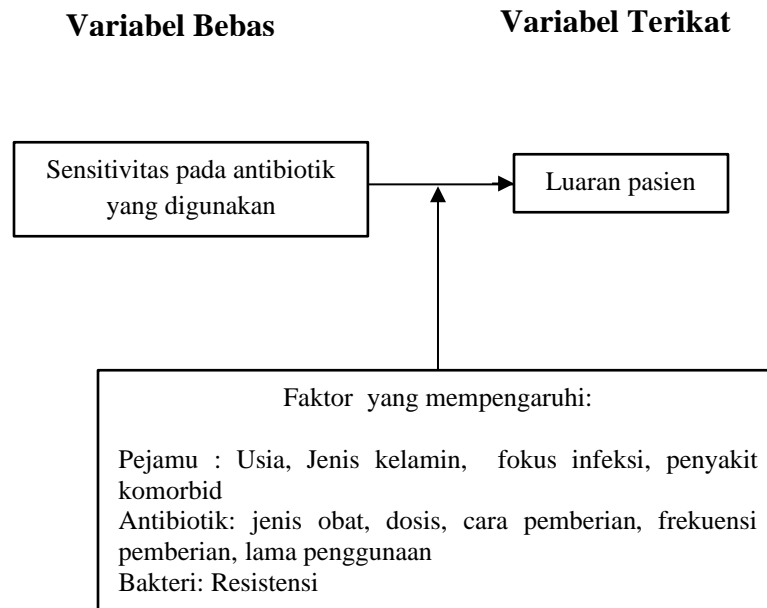 Variabel Bebas
Variabel Terikat
Sensitivitas pada antibiotik
yang digunakan
Luaran pasien
Faktor yang mempengaruhi:
Pejamu : Usia, Jenis kelamin, fokus infeksi, penyakit
komorbid
Antibiotik: jenis obat, dosis, cara pemberian, frekuensi
pemberian, lama penggunaan
Bakteri: Resistensi